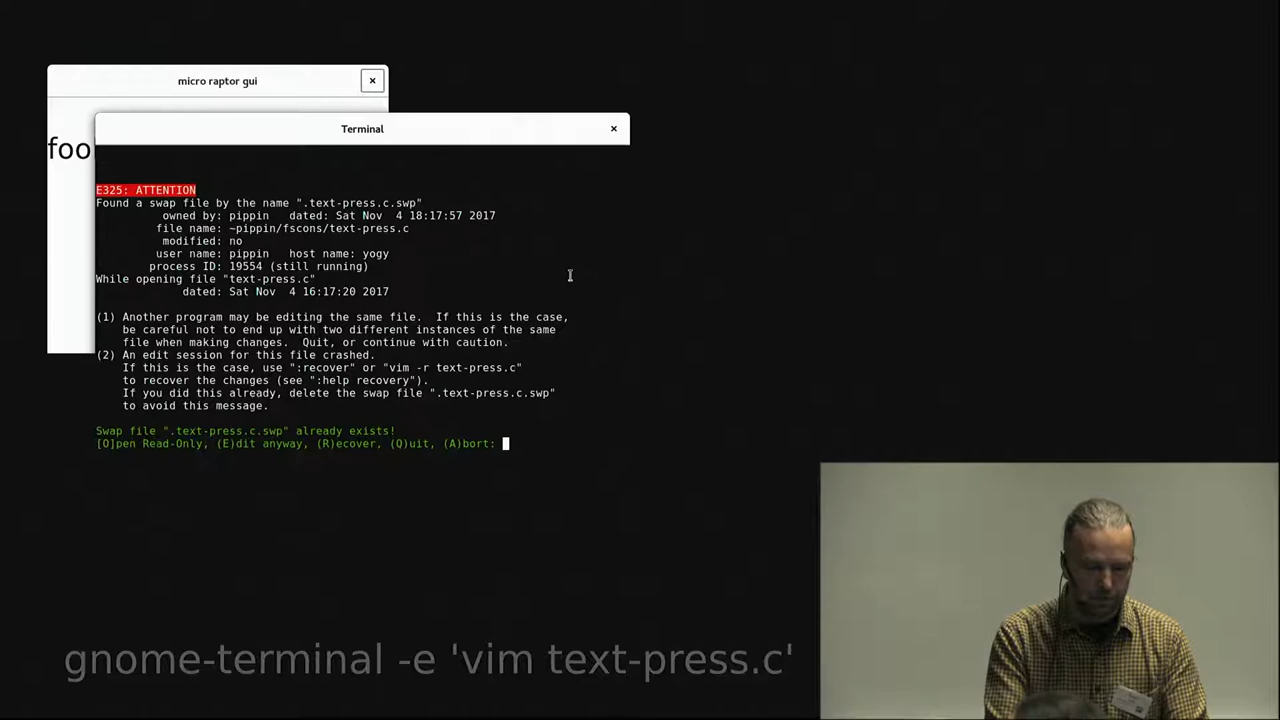 micro raptor gui
×
foo
Terminal
×
E325: ATTENTION
Found a swap file by the name ".text-press.c.swp"
owned by: pippin   dated: Sat Nov  4 18:17:57 2017
file name: ~pippin/fscons/text-press.c
modified: no
user name: pippin   host name: yogy
process ID: 19554 (still running)
While opening file "text-press.c"
dated: Sat Nov  4 16:17:20 2017
(1) Another program may be editing the same file.  If this is the case,
be careful not to end up with two different instances of the same
file when making changes.  Quit, or continue with caution.
(2) An edit session for this file crashed.
If this is the case, use ":recover" or "vim -r text-press.c"
to recover the changes (see ":help recovery").
If you did this already, delete the swap file ".text-press.c.swp"
to avoid this message.
Swap file ".text-press.c.swp" already exists!
[O]pen Read-Only, (E)dit anyway, (R)ecover, (Q)uit, (A)bort:
gnome-terminal -e 'vim text-press.c'